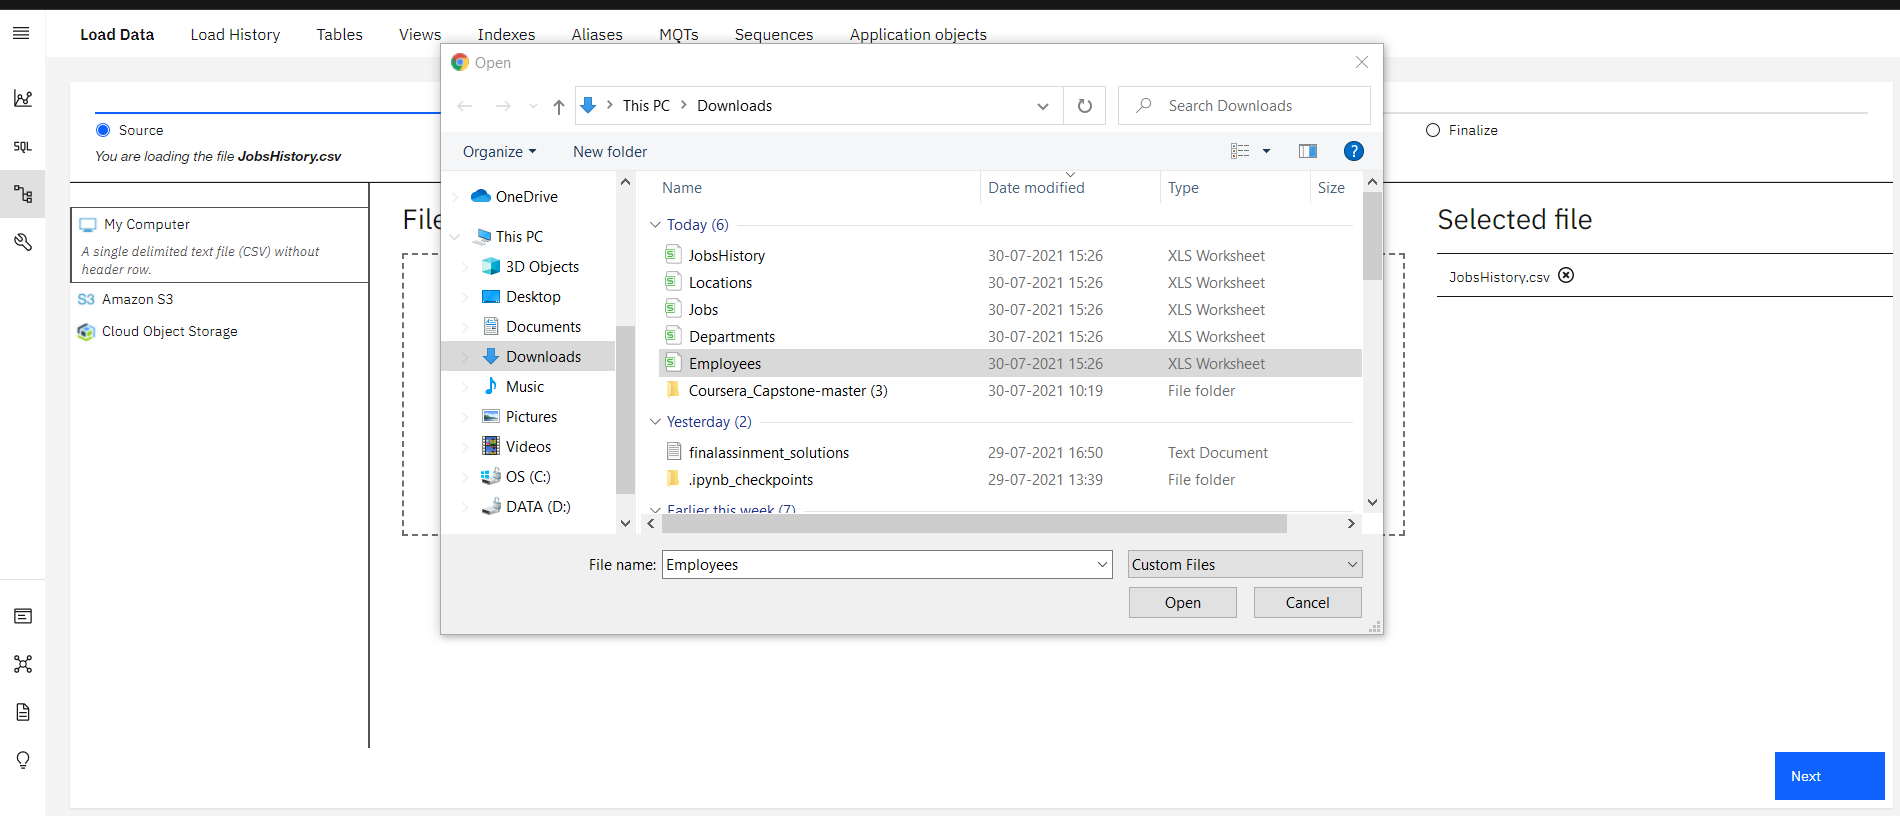 Load Data Load History Tables Views Indexes Aliases MQTs Sequences Application objects
Open
This PC Downloads
Search Downloads
Source
Finalize
You are loading the file JobsHistory.csv
SQL
Organize New folder
?
My Computer
A single delimited text file (CSV) without
header row.
S3 Amazon S3
Cloud Object Storage
File
OneDrive
This PC
3D Objects
Desktop
Documents
Downloads
Music
Pictures
Videos
OS (C:)
DATA (D:)
Name Date modified Type Size
Today (6)
JobsHistory 30-07-2021 15:26 XLS Worksheet
Locations 30-07-2021 15:26 XLS Worksheet
Jobs 30-07-2021 15:26 XLS Worksheet
Departments 30-07-2021 15:26 XLS Worksheet
Employees 30-07-2021 15:26 XLS Worksheet
Coursera_Capstone-master (3) 30-07-2021 10:19 File folder
Yesterday (2)
finalassinment_solutions 29-07-2021 16:50 Text Document
.ipynb_checkpoints 29-07-2021 13:39 File folder
Earlier this week (7)
File name: Employees
Custom Files
Open Cancel
Selected file
JobsHistory.csv
Next